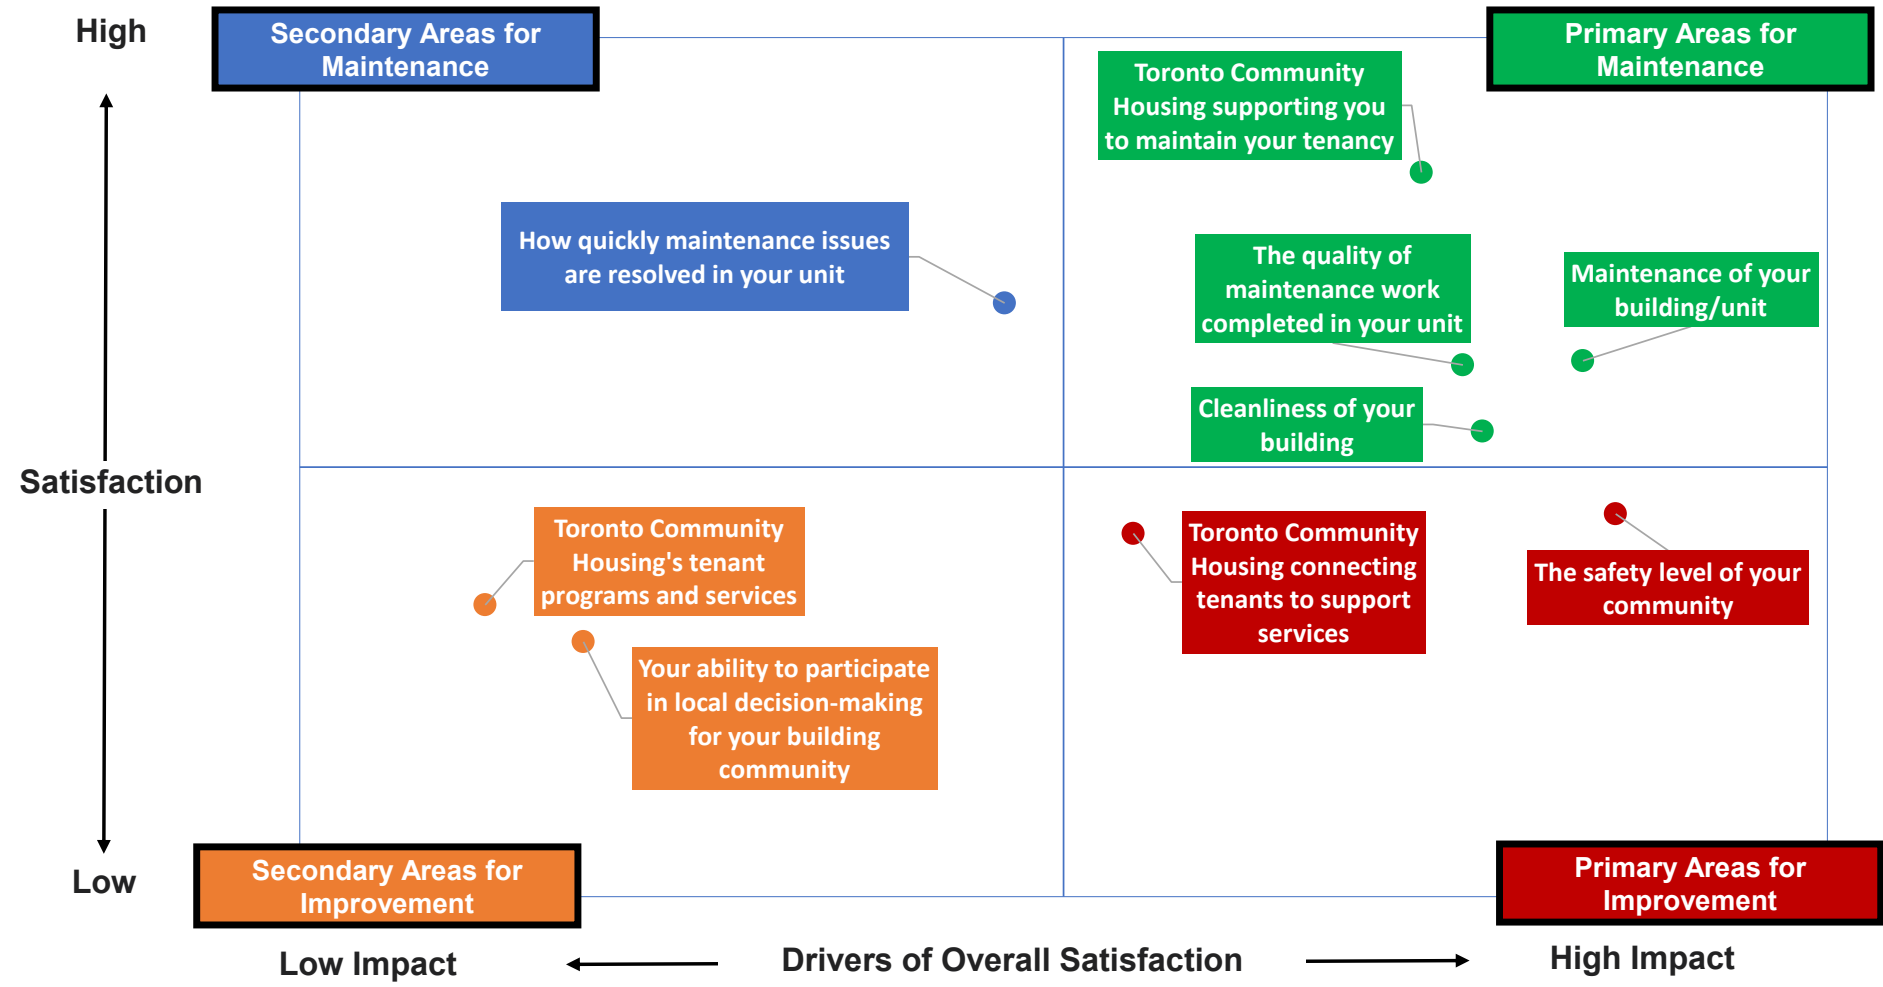 High
Secondary Areas for
Maintenance
Primary Areas for
Maintenance
Toronto Community
Housing supporting you
to maintain your tenancy
How quickly maintenance issues
are resolved in your unit
The quality of
maintenance work
completed in your unit
Maintenance of your
building/unit
Cleanliness of your
building
Satisfaction
Toronto Community
Housing's tenant
programs and services
Your ability to participate
in local decision-making
for your building
community
Toronto Community
Housing connecting
tenants to support
services
The safety level of your
community
Low
Secondary Areas for
Improvement
Primary Areas for
Improvement
Low Impact
Drivers of Overall Satisfaction
High Impact